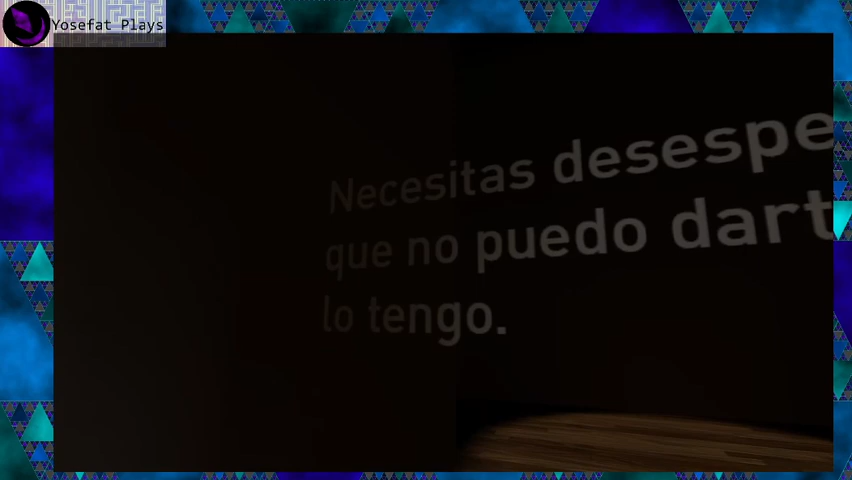 Yosefat Plays
Necesitas desespe
que no puedo dart
lo tengo.